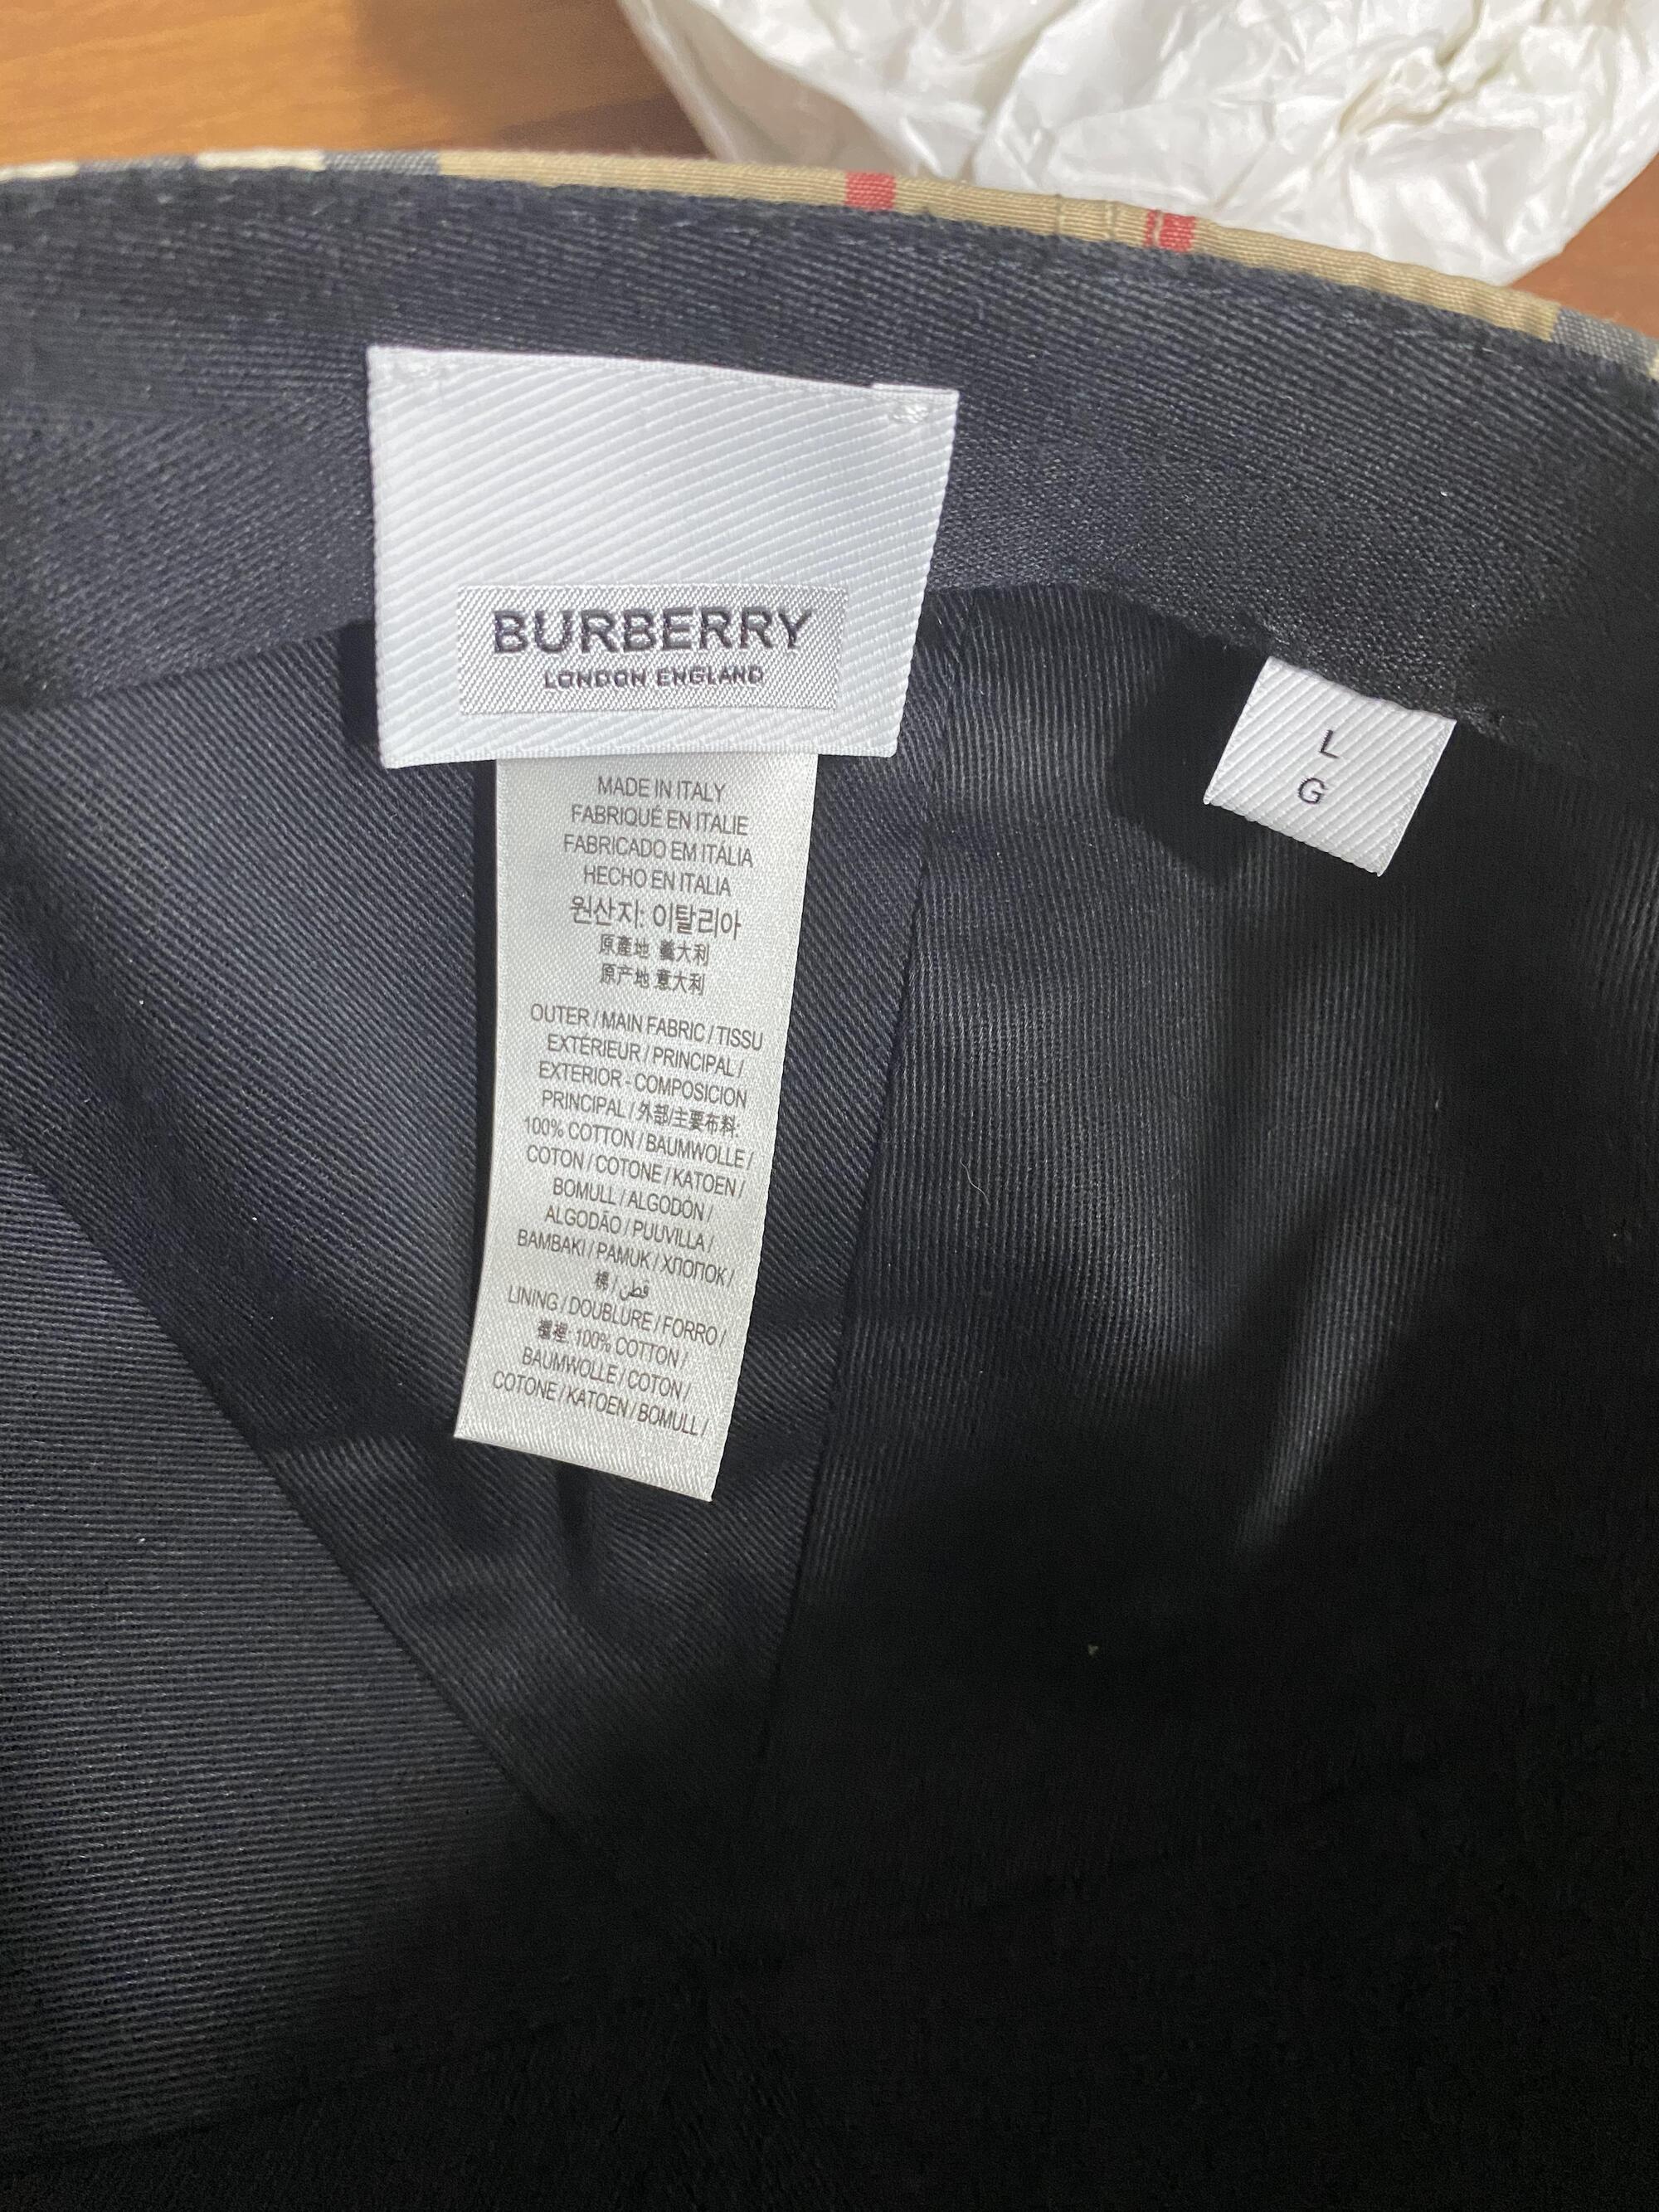 BURBERRY
LONDON ENGLAND
L
G
MADE IN ITALY
FABRIQUÉ EN ITALIE
FABRICADO EM ITALIA
HECHO EN ITALIA
원산지: 이탈리아
原產地 義大利
原产地 意大利
OUTER / MAIN FABRIC / TISSU
EXTÉRIEUR / PRINCIPAL /
EXTERIOR - COMPOSICION
PRINCIPAL / 外部/主要布料:
100% COTTON / BAUMWOLLE /
COTON / COTONE / KATOEN /
BOMULL / ALGODÓN /
ALGODÃO / PUUVILLA /
BAMBAKI / PAMUK / ХЛОПОК /
棉 / قطن
LINING / DOUBLURE / FORRO /
襯裡: 100% COTTON /
BAUMWOLLE / COTON /
COTONE / KATOEN / BOMULL /